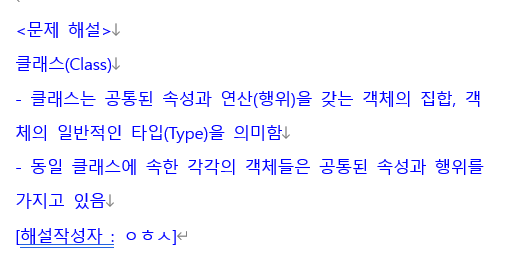 <문제 해설>
클래스(Class)
- 클래스는 공통된 속성과 연산(행위)을 갖는 객체의 집합, 객
체의 일반적인 타입(Type)을 의미함
- 동일 클래스에 속한 각각의 객체들은 공통된 속성과 행위를
가지고 있음
[해설작성자 : ㅇㅎㅅ]